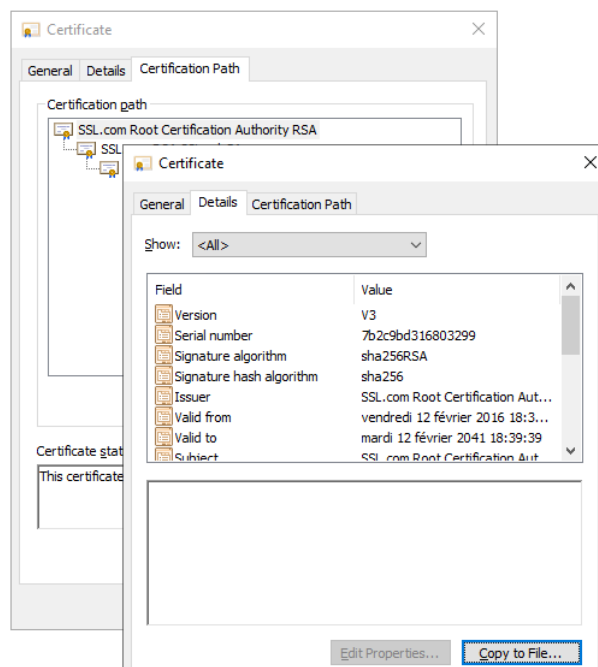 Certificate
General Details Certification Path
Certification path
SSL.com Root Certification Authority RSA
SSL
Certificate
General Details Certification Path
Show: <All>
Field Value
Version V3
Serial number 7b2c9bd316803299
Signature algorithm sha256RSA
Signature hash algorithm sha256
Issuer SSL.com Root Certification Aut...
Valid from vendredi 12 février 2016 18:3...
Valid to mardi 12 février 2041 18:39:39
Subject SSL.com Root Certification Aut
Certificate stat
This certificate
Edit Properties... Copy to File...